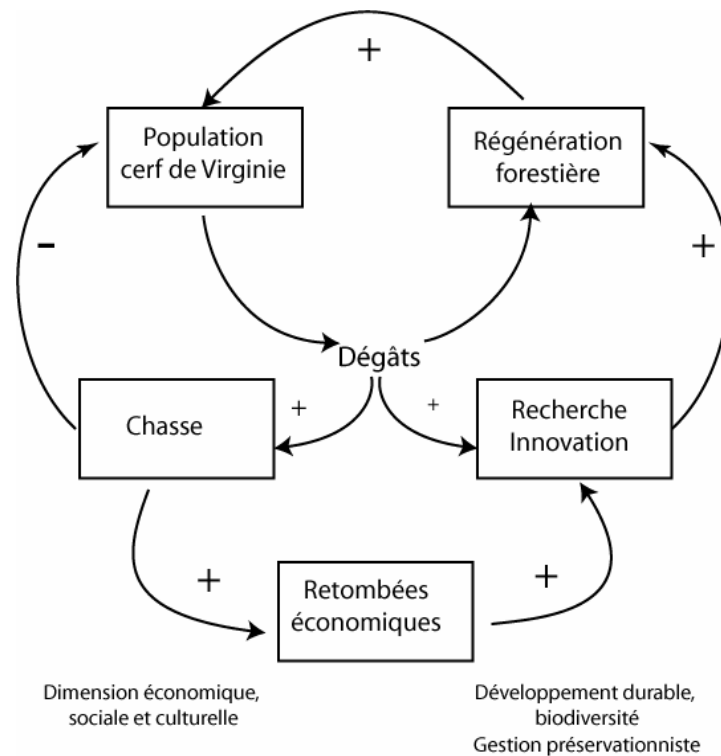 +
Population
cerf de Virginie
Régénération
forestière
-
+
Dégâts
+
+
Chasse
Recherche
Innovation
+
+
Retombées
économiques
Dimension économique,
sociale et culturelle
Développement durable,
biodiversité
Gestion préservationniste